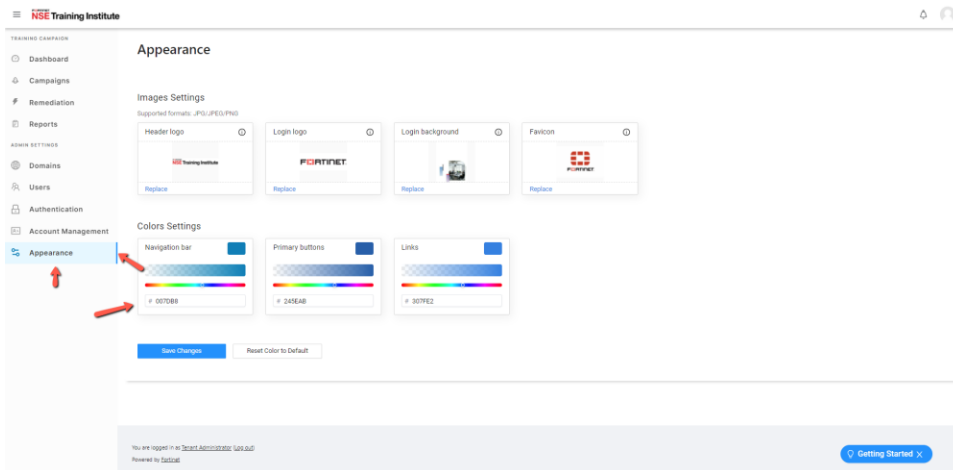 FORTINET
NSE Training Institute
TRAINING CAMPAIGN
Dashboard
Campaigns
Remediation
Reports
ADMIN SETTINGS
Domains
Users
Authentication
Account Management
Appearance
Appearance
Images Settings
Supported formats: JPG/JPEG/PNG
Header logo
NSE Training Institute
Replace
Login logo
FORTINET
Replace
Login background
Replace
Favicon
FORTINET
Replace
Colors Settings
Navigation bar
# 007DB8
Primary buttons
# 245EAB
Links
# 307FE2
Save Changes
Reset Color to Default
You are logged in as Tenant Administrator (Log out)
Powered by Fortinet
Getting Started X